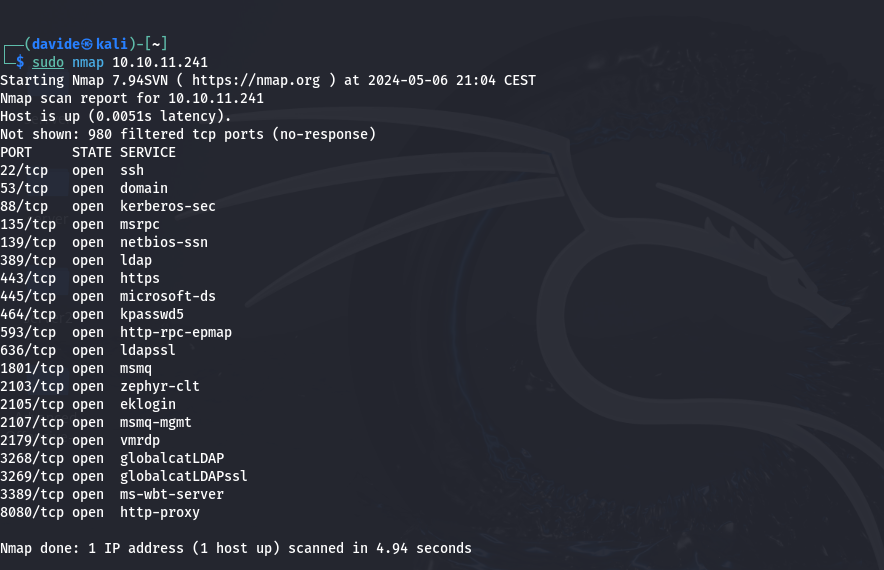 ┌──(davide㉿kali)-[~]
└─$ sudo nmap 10.10.11.241
Starting Nmap 7.94SVN ( https://nmap.org ) at 2024-05-06 21:04 CEST
Nmap scan report for 10.10.11.241
Host is up (0.0051s latency).
Not shown: 980 filtered tcp ports (no-response)
PORT     STATE SERVICE
22/tcp   open  ssh
53/tcp   open  domain
88/tcp   open  kerberos-sec
135/tcp  open  msrpc
139/tcp  open  netbios-ssn
389/tcp  open  ldap
443/tcp  open  https
445/tcp  open  microsoft-ds
464/tcp  open  kpasswd5
593/tcp  open  http-rpc-epmap
636/tcp  open  ldapssl
1801/tcp open  msmq
2103/tcp open  zephyr-clt
2105/tcp open  eklogin
2107/tcp open  msmq-mgmt
2179/tcp open  vmrdp
3268/tcp open  globalcatLDAP
3269/tcp open  globalcatLDAPssl
3389/tcp open  ms-wbt-server
8080/tcp open  http-proxy

Nmap done: 1 IP address (1 host up) scanned in 4.94 seconds